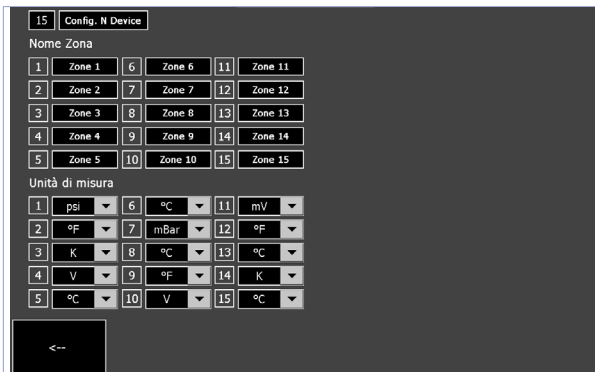 15 Config. N Device
Nome Zona
1 Zone 1 6 Zone 6 11 Zone 11
2 Zone 2 7 Zone 7 12 Zone 12
3 Zone 3 8 Zone 8 13 Zone 13
4 Zone 4 9 Zone 9 14 Zone 14
5 Zone 5 10 Zone 10 15 Zone 15
Unità di misura
1 psi 6 °C 11 mV
2 °F 7 mBar 12 °F
3 K 8 °C 13 °C
4 V 9 °F 14 K
5 °C 10 V 15 °C
<--